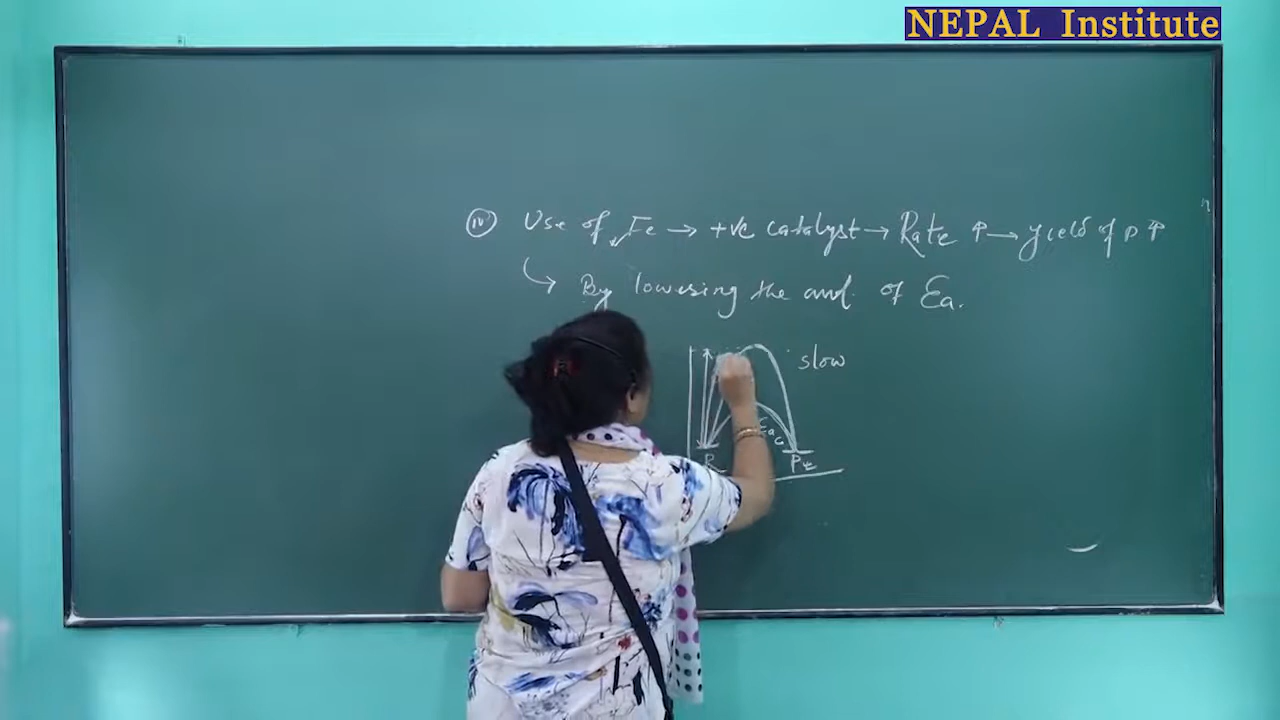 NEPAL Institute
(iv) Use of Fe → +ve catalyst → Rate ↑ → yield of p ↑
↳ By lowering the amt. of Ea.
slow
Ea
R
P